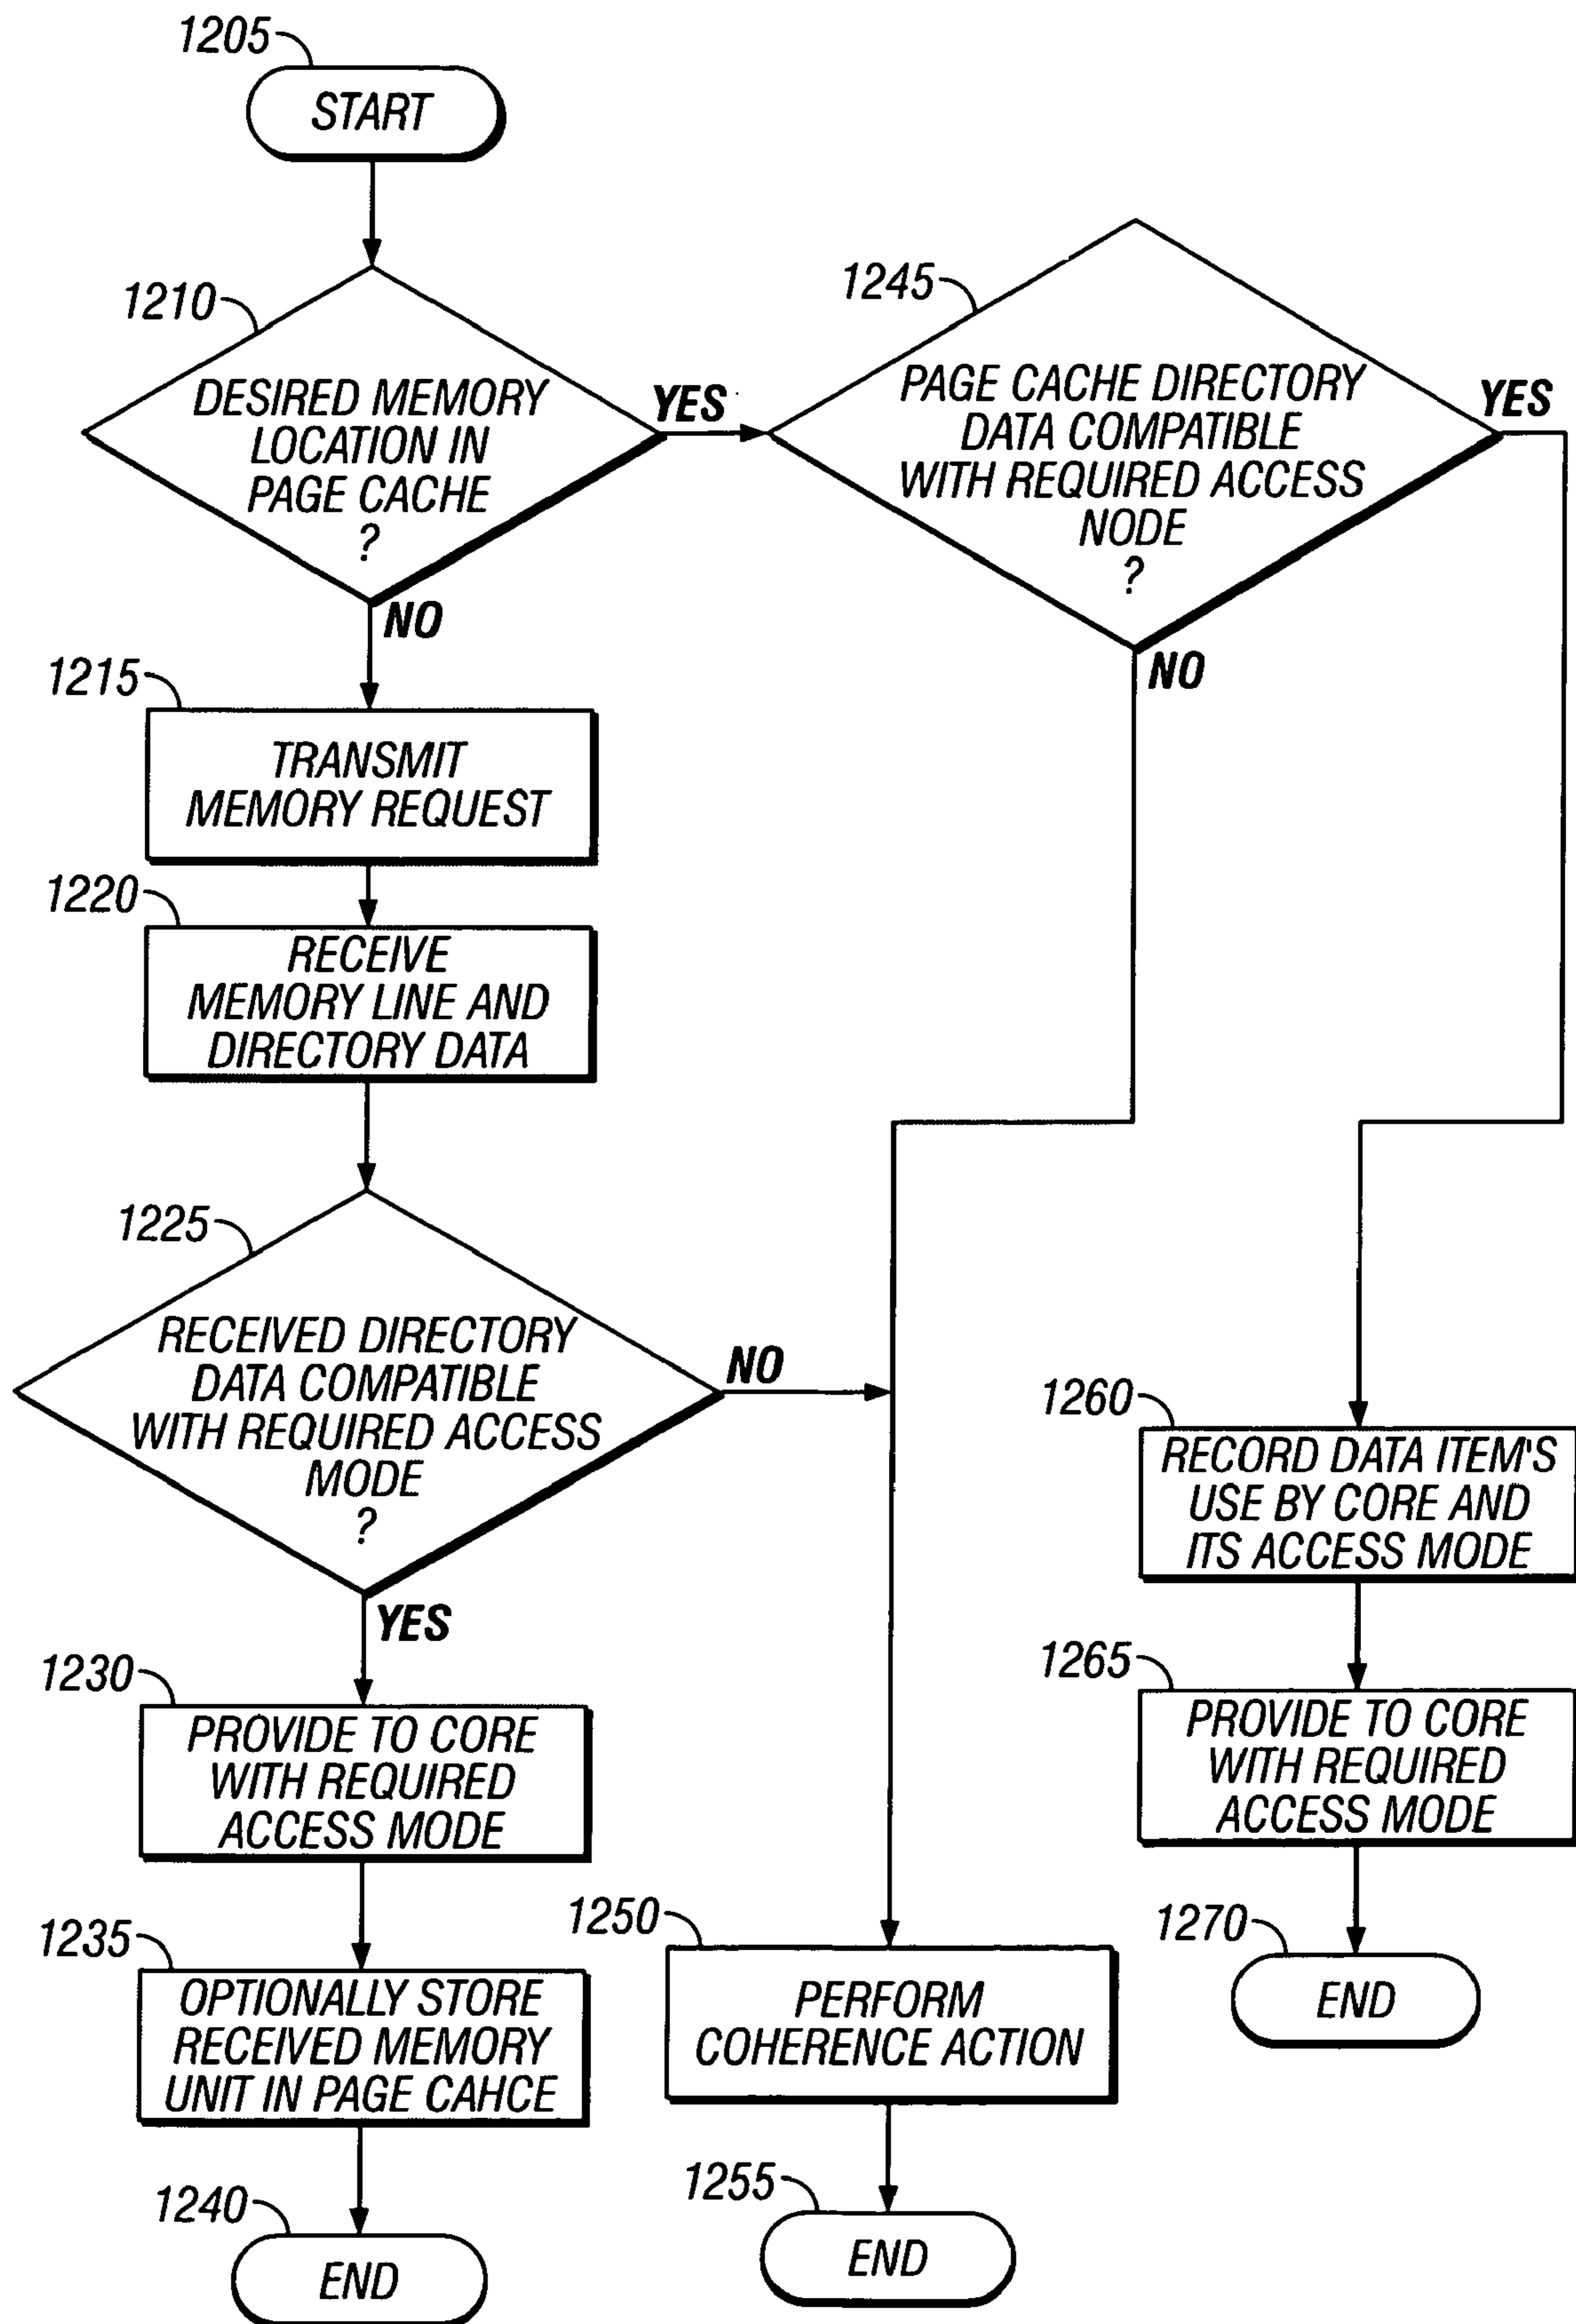 1205
START
1210
DESIRED MEMORY
LOCATION IN
PAGE CACHE
?
YES
NO
1245
PAGE CACHE DIRECTORY
DATA COMPATIBLE
WITH REQUIRED ACCESS
NODE
?
YES
NO
1215
TRANSMIT
MEMORY REQUEST
1220
RECEIVE
MEMORY LINE AND
DIRECTORY DATA
1225
RECEIVED DIRECTORY
DATA COMPATIBLE
WITH REQUIRED ACCESS
MODE
?
NO
YES
1230
PROVIDE TO CORE
WITH REQUIRED
ACCESS MODE
1235
OPTIONALLY STORE
RECEIVED MEMORY
UNIT IN PAGE CAHCE
1240
END
1250
PERFORM
COHERENCE ACTION
1255
END
1260
RECORD DATA ITEM'S
USE BY CORE AND
ITS ACCESS MODE
1265
PROVIDE TO CORE
WITH REQUIRED
ACCESS MODE
1270
END